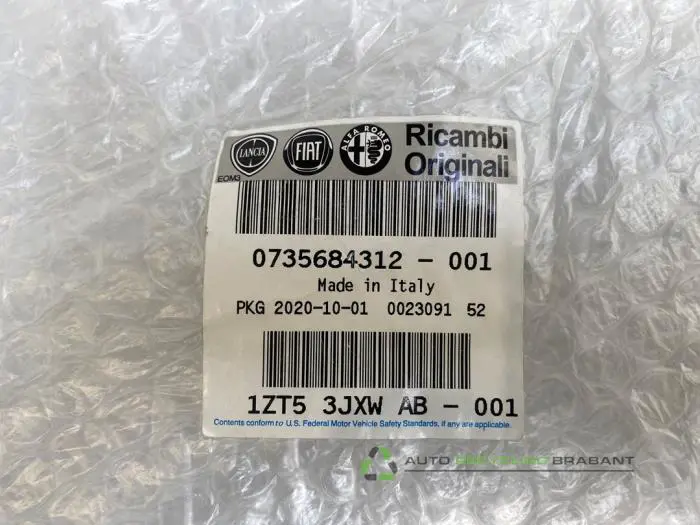 LANCIA
FIAT
ALFA ROMEO
Ricambi
Originali
EOM3
0735684312 - 001
Made in Italy
PKG 2020-10-01 0023091 52
1ZT5 3JXW AB - 001
Contents conform to U.S. Federal Motor Vehicle Safety Standards, if any are applicable.
AUTO RECYCLING BRABANT